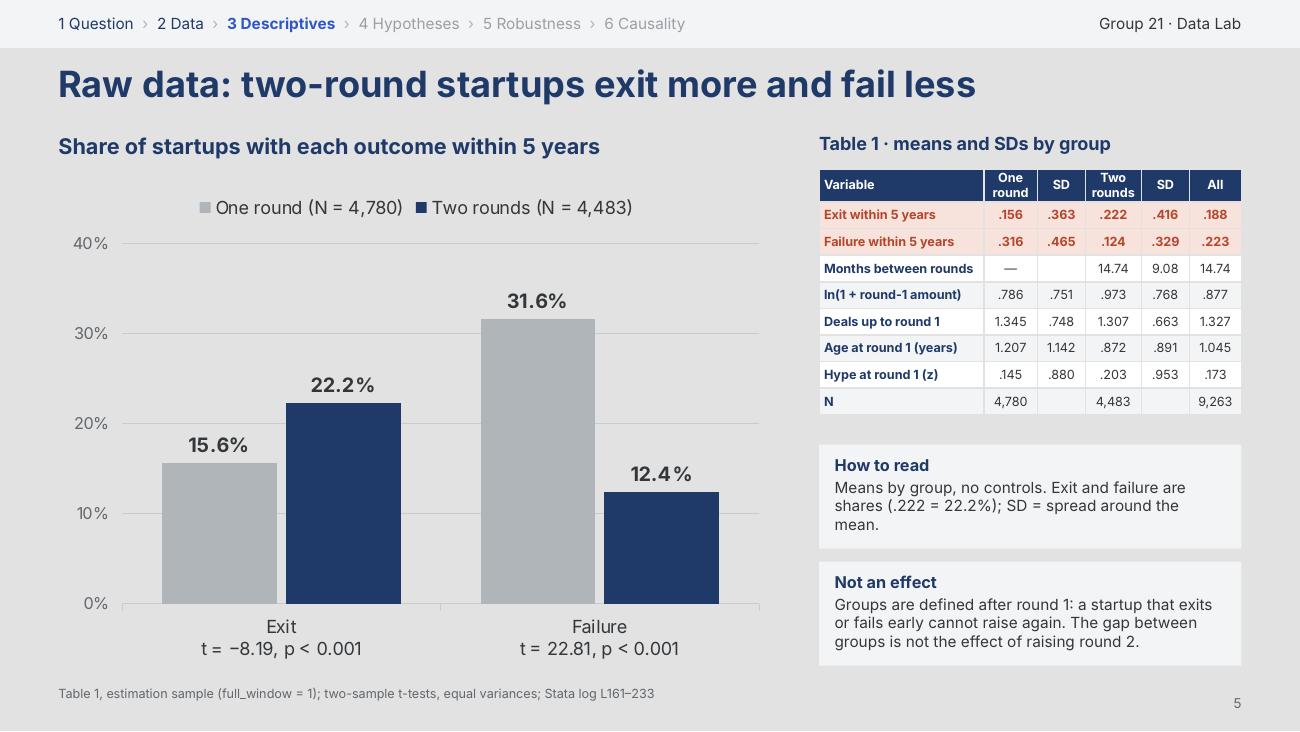 1 Question › 2 Data › 3 Descriptives › 4 Hypotheses › 5 Robustness › 6 Causality
Group 21 · Data Lab
Raw data: two-round startups exit more and fail less
Share of startups with each outcome within 5 years
One round (N = 4,780) Two rounds (N = 4,483)
40%
30%
20%
10%
0%
15.6%
22.2%
31.6%
12.4%
Exit
t = −8.19, p < 0.001
Failure
t = 22.81, p < 0.001
Table 1 · means and SDs by group
Variable One round SD Two rounds SD All
Exit within 5 years .156 .363 .222 .416 .188
Failure within 5 years .316 .465 .124 .329 .223
Months between rounds — 14.74 9.08 14.74
ln(1 + round-1 amount) .786 .751 .973 .768 .877
Deals up to round 1 1.345 .748 1.307 .663 1.327
Age at round 1 (years) 1.207 1.142 .872 .891 1.045
Hype at round 1 (z) .145 .880 .203 .953 .173
N 4,780 4,483 9,263
How to read
Means by group, no controls. Exit and failure are
shares (.222 = 22.2%); SD = spread around the
mean.
Not an effect
Groups are defined after round 1: a startup that exits
or fails early cannot raise again. The gap between
groups is not the effect of raising round 2.
Table 1, estimation sample (full_window = 1); two-sample t-tests, equal variances; Stata log L161–233
5